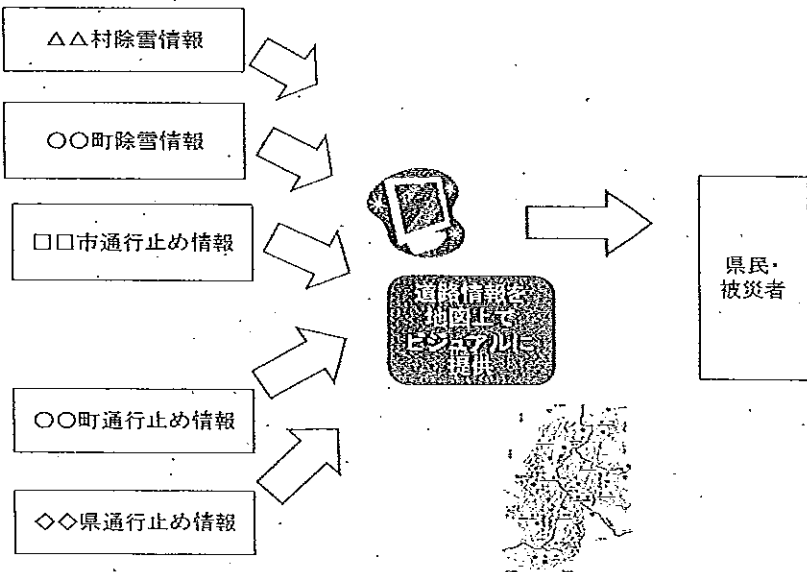 △△村除雪情報
○○町除雪情報
□□市通行止め情報
○○町通行止め情報
◇◇県通行止め情報
道路情報を
地図上で
ビジュアルに
提供
県民・
被災者